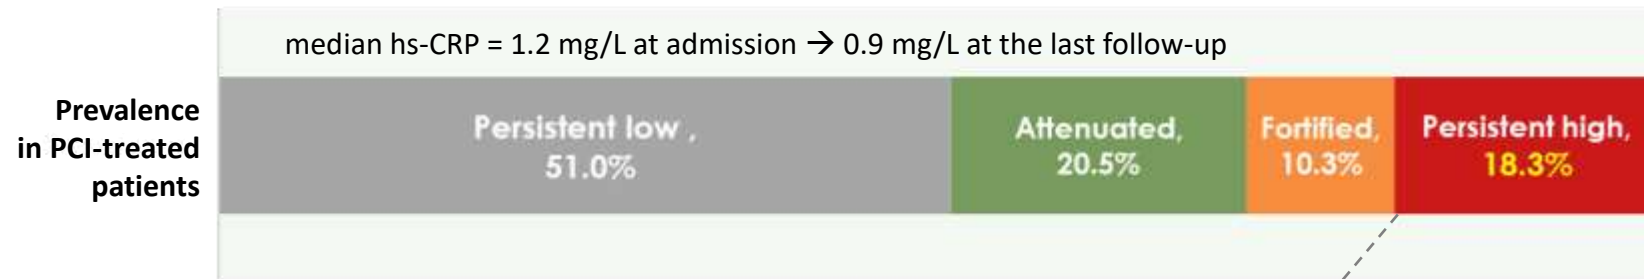 median hs-CRP = 1.2 mg/L at admission → 0.9 mg/L at the last follow-up
Prevalence
in PCI-treated
patients
Persistent low ,
51.0%
Attenuated,
20.5%
Fortified,
10.3%
Persistent high,
18.3%